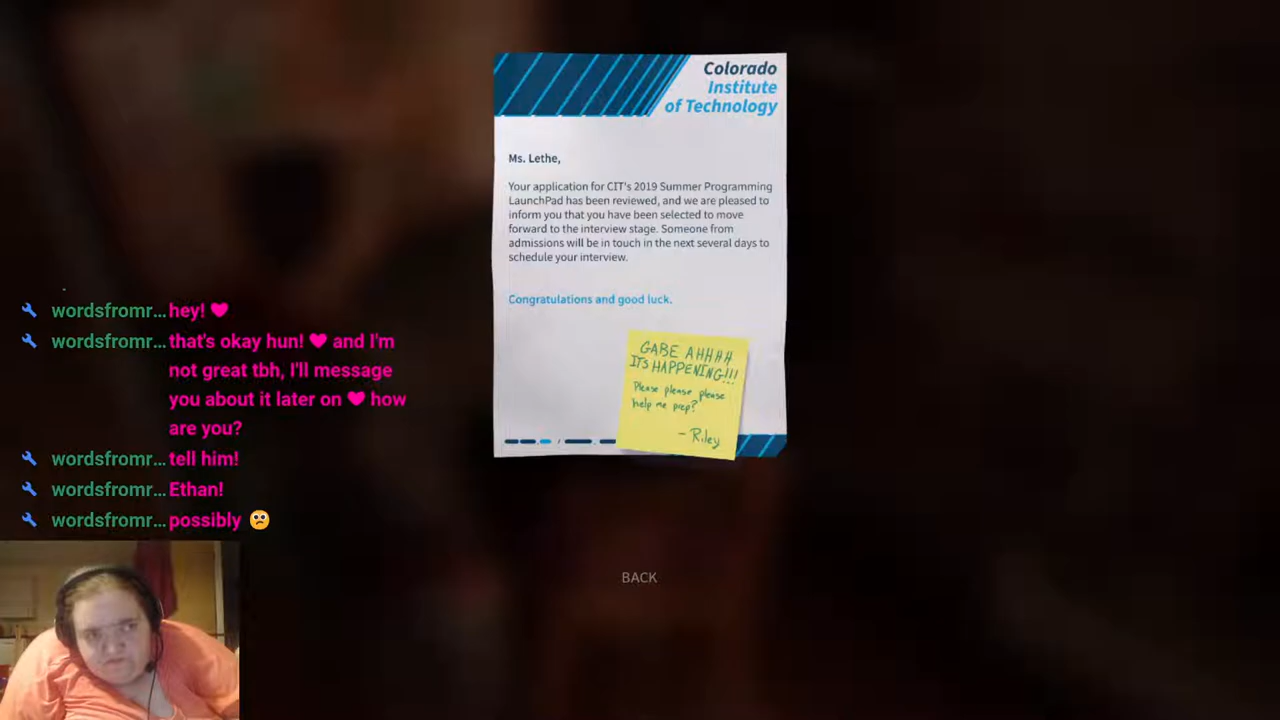 Colorado
Institute
of Technology
Ms. Lethe,
Your application for CIT's 2019 Summer Programming
LaunchPad has been reviewed, and we are pleased to
inform you that you have been selected to move
forward to the interview stage. Someone from
admissions will be in touch in the next several days to
schedule your interview.
Congratulations and good luck.
GABE AHHHH
ITS HAPPENING!!!
Please please please
help me prep?
- Riley
BACK
wordsfromr... hey! ♥
wordsfromr... that's okay hun! ♥ and I'm
not great tbh, I'll message
you about it later on ♥ how
are you?
wordsfromr... tell him!
wordsfromr... Ethan!
wordsfromr... possibly 🙁